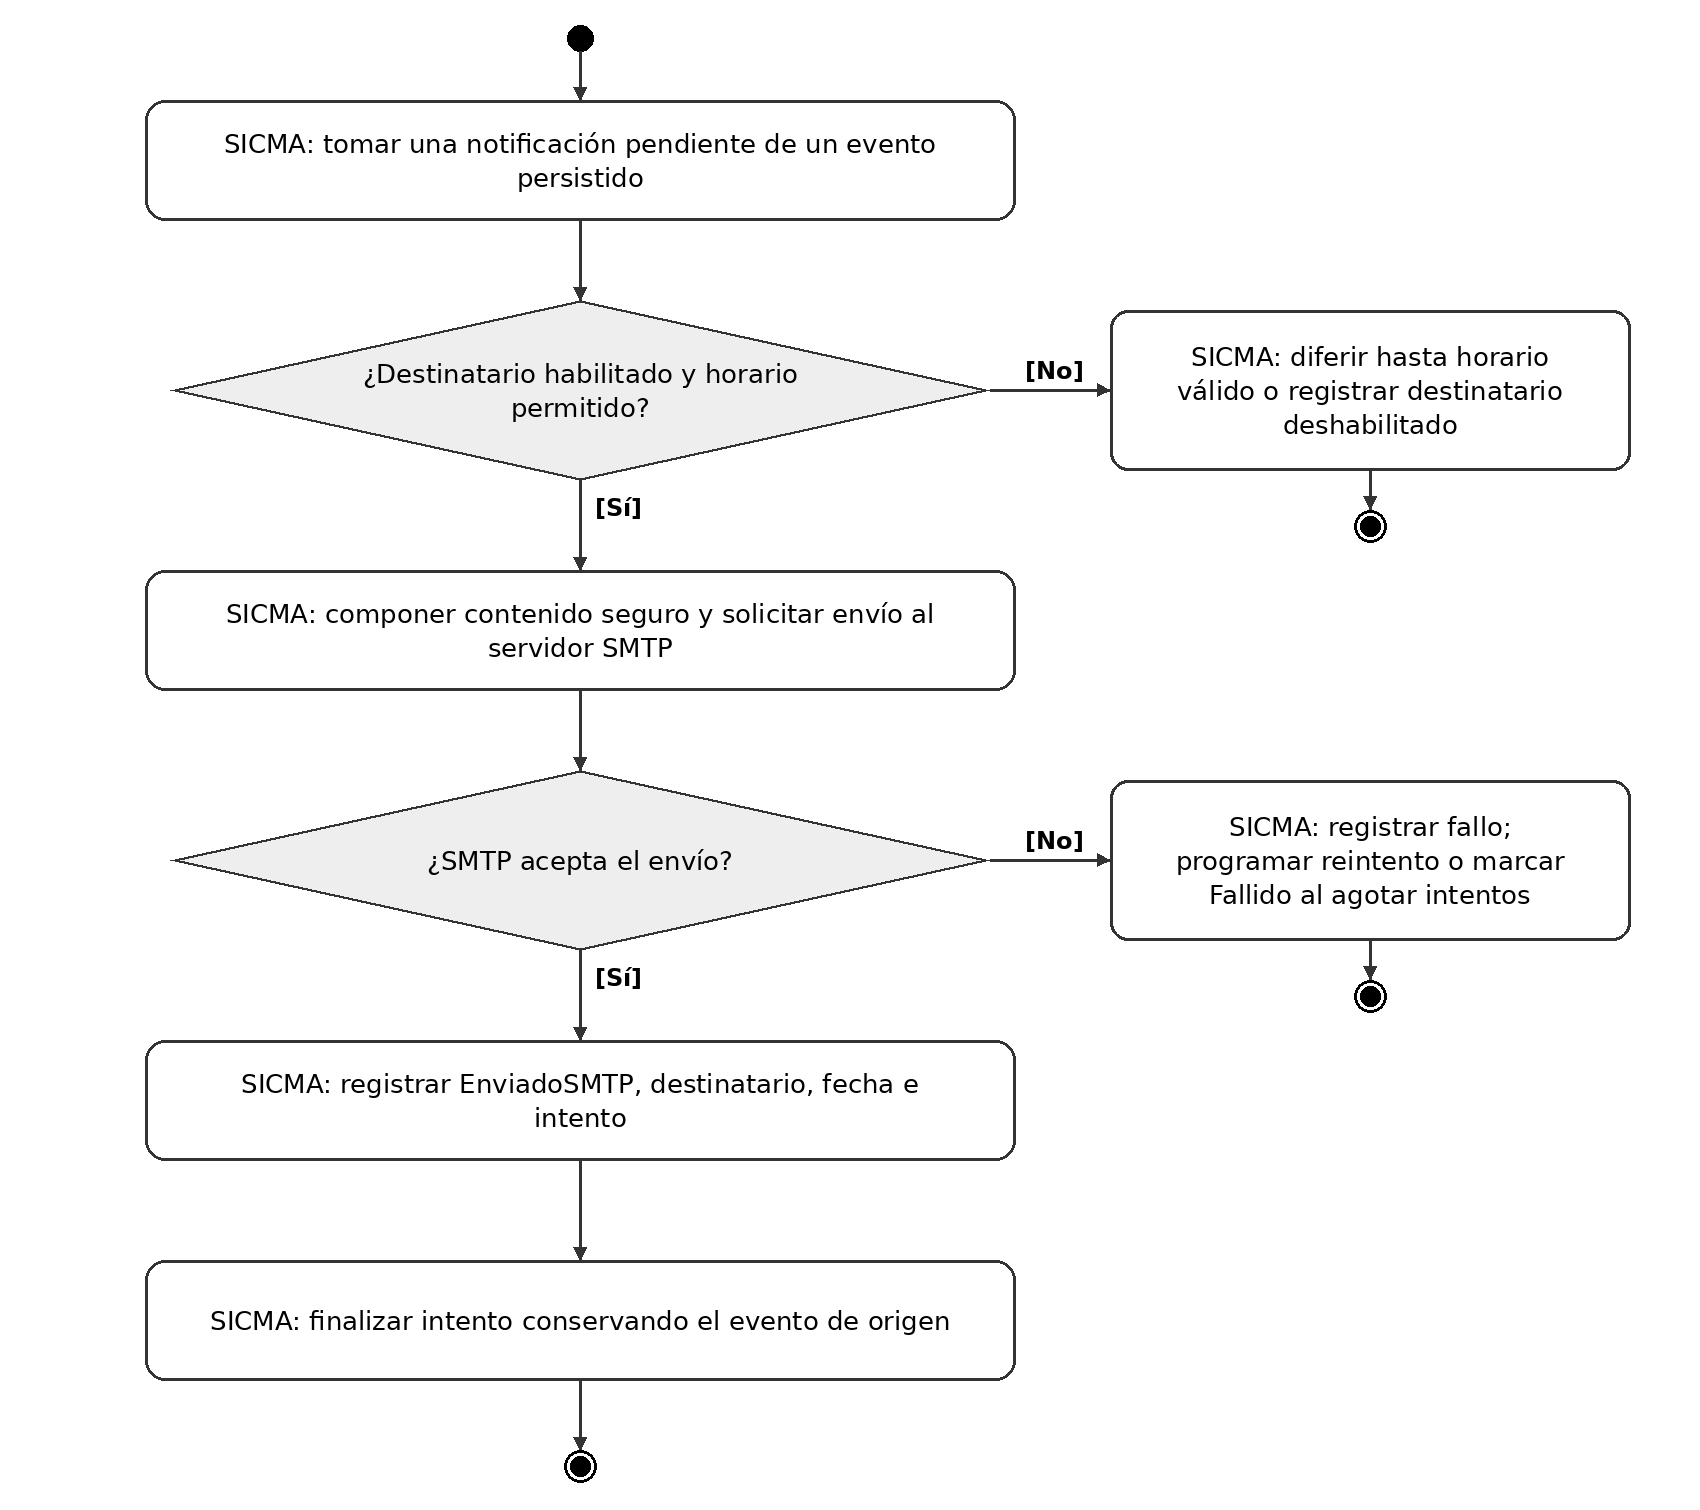 SICMA: tomar una notificación pendiente de un evento
persistido
¿Destinatario habilitado y horario
permitido?
[No]
SICMA: diferir hasta horario
válido o registrar destinatario
deshabilitado
[Sí]
SICMA: componer contenido seguro y solicitar envío al
servidor SMTP
¿SMTP acepta el envío?
[No]
SICMA: registrar fallo;
programar reintento o marcar
Fallido al agotar intentos
[Sí]
SICMA: registrar EnviadoSMTP, destinatario, fecha e
intento
SICMA: finalizar intento conservando el evento de origen